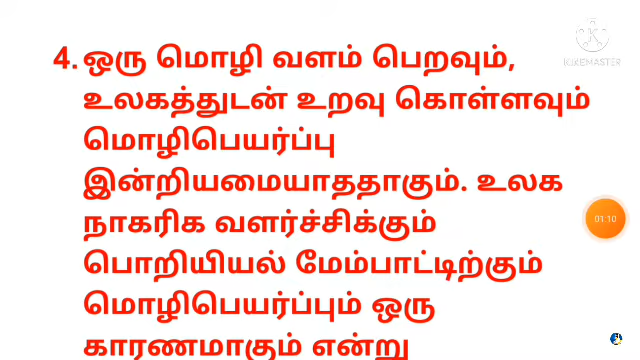 4. ஒரு மொழி வளம் பெறவும்,
உலகத்துடன் உறவு கொள்ளவும்
மொழிபெயர்ப்பு
இன்றியமையாததாகும். உலக
நாகரிக வளர்ச்சிக்கும்
பொறியியல் மேம்பாட்டிற்கும்
மொழிபெயர்ப்பும் ஒரு
காரணமாகும் என்று
KINEMASTER
01:10